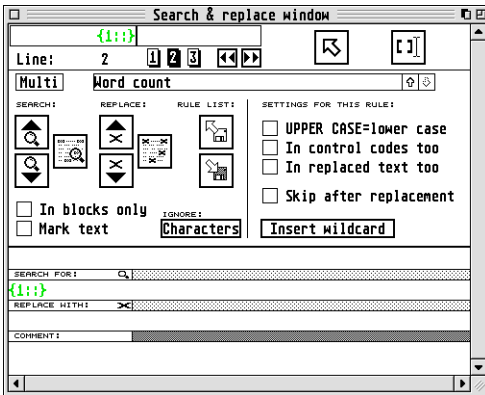 Search & replace window
{1::}
Line: 2 1 2 3
Multi Word count
SEARCH: REPLACE: RULE LIST: SETTINGS FOR THIS RULE:
UPPER CASE=lower case
In control codes too
In replaced text too
Skip after replacement
In blocks only IGNORE:
Mark text Characters Insert wildcard
SEARCH FOR:
{1::}
REPLACE WITH:
COMMENT: